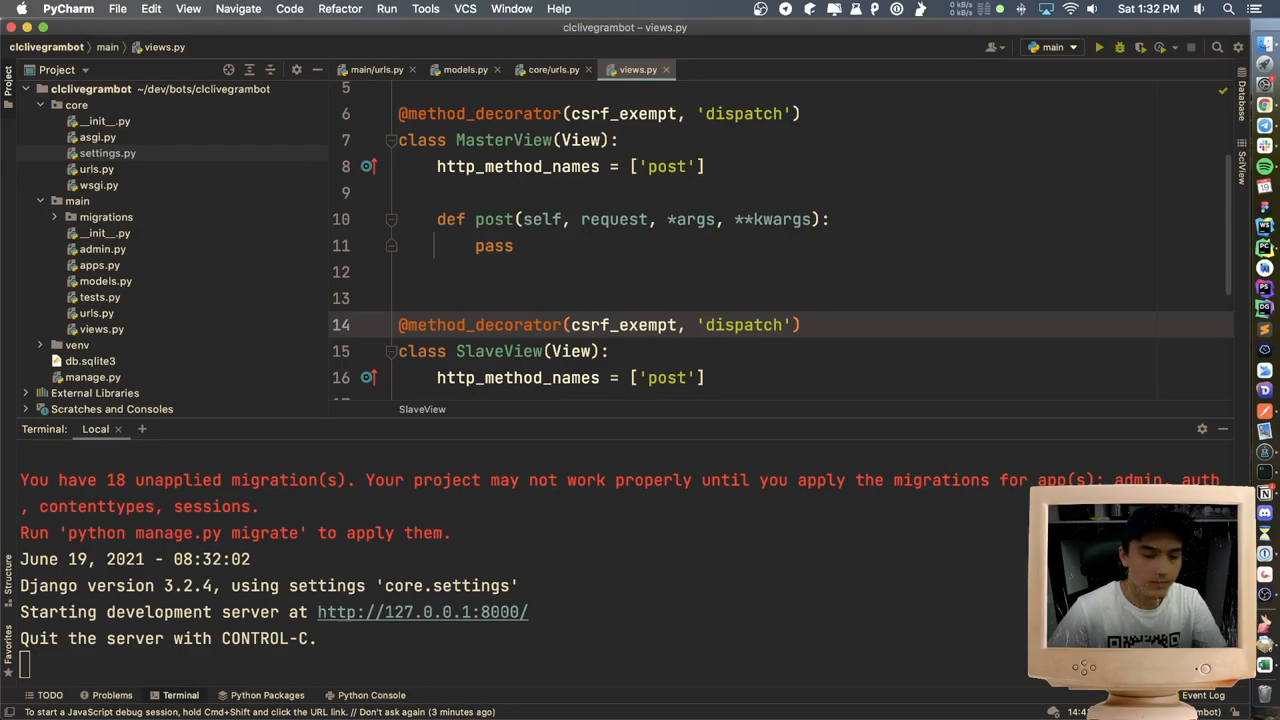 PyCharm File Edit View Navigate Code Refactor Run Tools VCS Window Help 0 kB/s 0 kB/s Sat 1:32 PM
clclivegrambot – views.py
clclivegrambot main views.py main
Project main/urls.py models.py core/urls.py views.py
clclivegrambot ~/dev/bots/clclivegrambot
core
__init__.py
asgi.py
settings.py
urls.py
wsgi.py
main
migrations
__init__.py
admin.py
apps.py
models.py
tests.py
urls.py
views.py
venv
db.sqlite3
manage.py
External Libraries
Scratches and Consoles
5
6 @method_decorator(csrf_exempt, 'dispatch')
7 class MasterView(View):
8 http_method_names = ['post']
9
10 def post(self, request, *args, **kwargs):
11 pass
12
13
14 @method_decorator(csrf_exempt, 'dispatch')
15 class SlaveView(View):
16 http_method_names = ['post']
SlaveView
Project
Structure
Favorites
Database
SciView
Terminal: Local
You have 18 unapplied migration(s). Your project may not work properly until you apply the migrations for app(s): admin, auth
, contenttypes, sessions.
Run 'python manage.py migrate' to apply them.
June 19, 2021 - 08:32:02
Django version 3.2.4, using settings 'core.settings'
Starting development server at http://127.0.0.1:8000/
Quit the server with CONTROL-C.
TODO Problems Terminal Python Packages Python Console Event Log
To start a JavaScript debug session, hold Cmd+Shift and click the URL link. // Don't ask again (3 minutes ago)